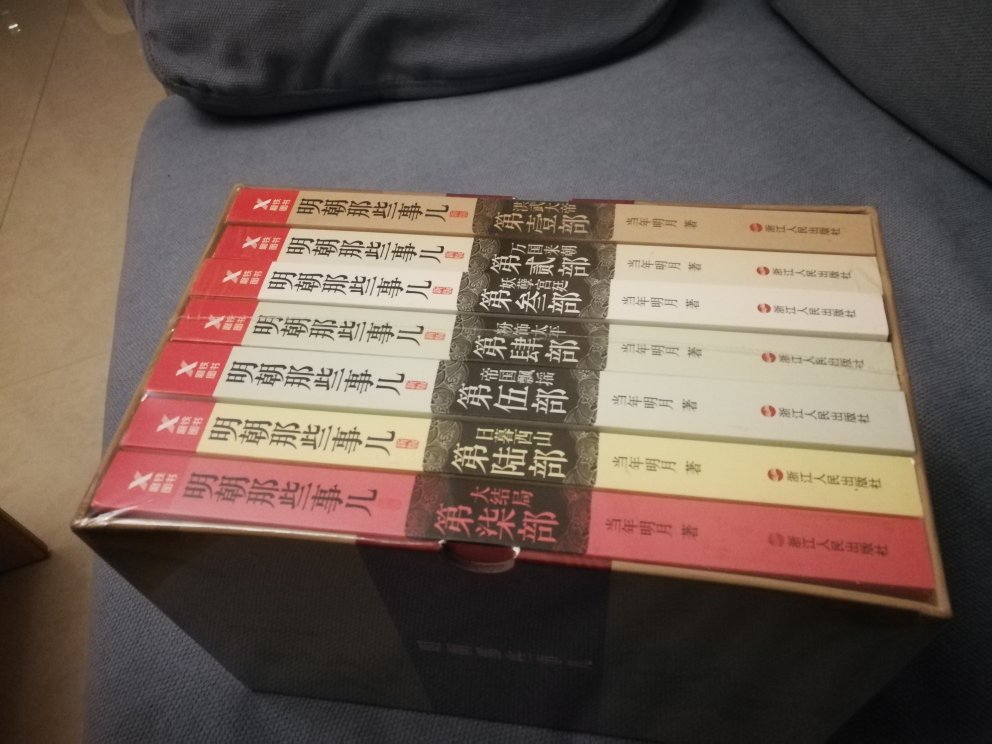 磨铁图书
明朝那些事儿
洪武大帝
第壹部
当年明月 著
浙江人民出版社
磨铁图书
明朝那些事儿
万国来朝
第贰部
当年明月 著
浙江人民出版社
磨铁图书
明朝那些事儿
妖孽宫廷
第叁部
当年明月 著
浙江人民出版社
磨铁图书
明朝那些事儿
粉饰太平
第肆部
当年明月 著
浙江人民出版社
磨铁图书
明朝那些事儿
帝国飘摇
第伍部
当年明月 著
浙江人民出版社
磨铁图书
明朝那些事儿
日暮西山
第陆部
当年明月 著
浙江人民出版社
磨铁图书
明朝那些事儿
大结局
第柒部
当年明月 著
浙江人民出版社